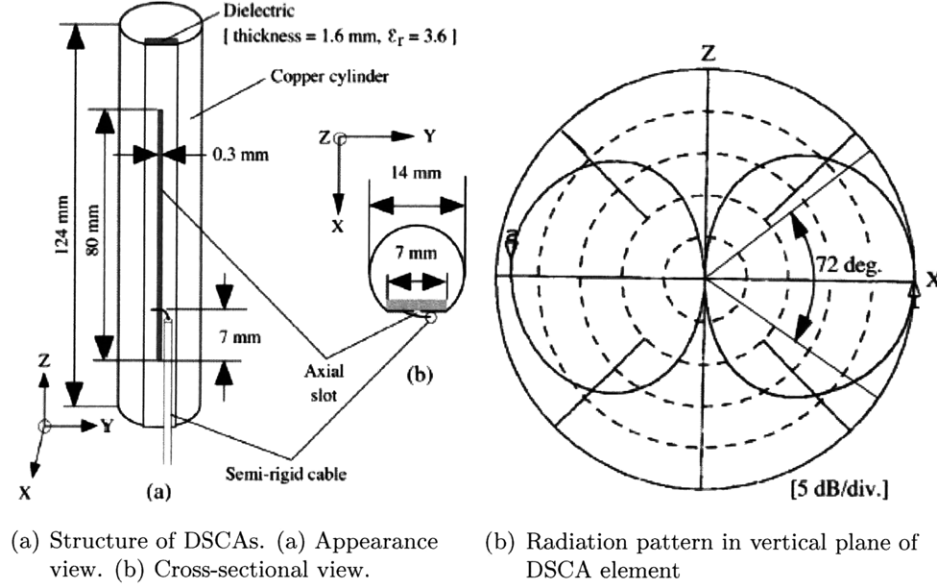 Dielectric
[ thickness = 1.6 mm, εr = 3.6 ]
Copper cylinder
0.3 mm
124 mm
80 mm
7 mm
Z
Y
X
(a)
Z
Y
X
14 mm
7 mm
Axial
slot
(b)
Semi-rigid cable
Z
X
72 deg.
[5 dB/div.]
(a) Structure of DSCAs. (a) Appearance
view. (b) Cross-sectional view.
(b) Radiation pattern in vertical plane of
DSCA element